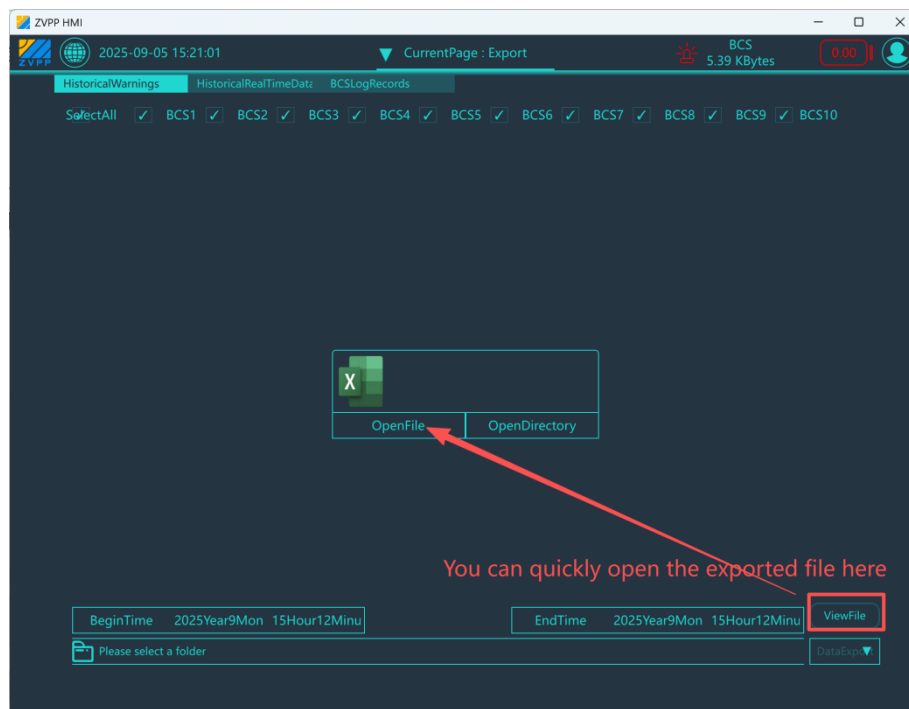 ZVPP HMI
ZVPP 2025-09-05 15:21:01 CurrentPage : Export BCS 0.00
5.39 KBytes
HistoricalWarnings HistoricalRealTimeData BCSLogRecords
SelectAll BCS1 BCS2 BCS3 BCS4 BCS5 BCS6 BCS7 BCS8 BCS9 BCS10
X
OpenFile OpenDirectory
You can quickly open the exported file here
BeginTime 2025Year9Mon 15Hour12Minu EndTime 2025Year9Mon 15Hour12Minu ViewFile
Please select a folder DataExport